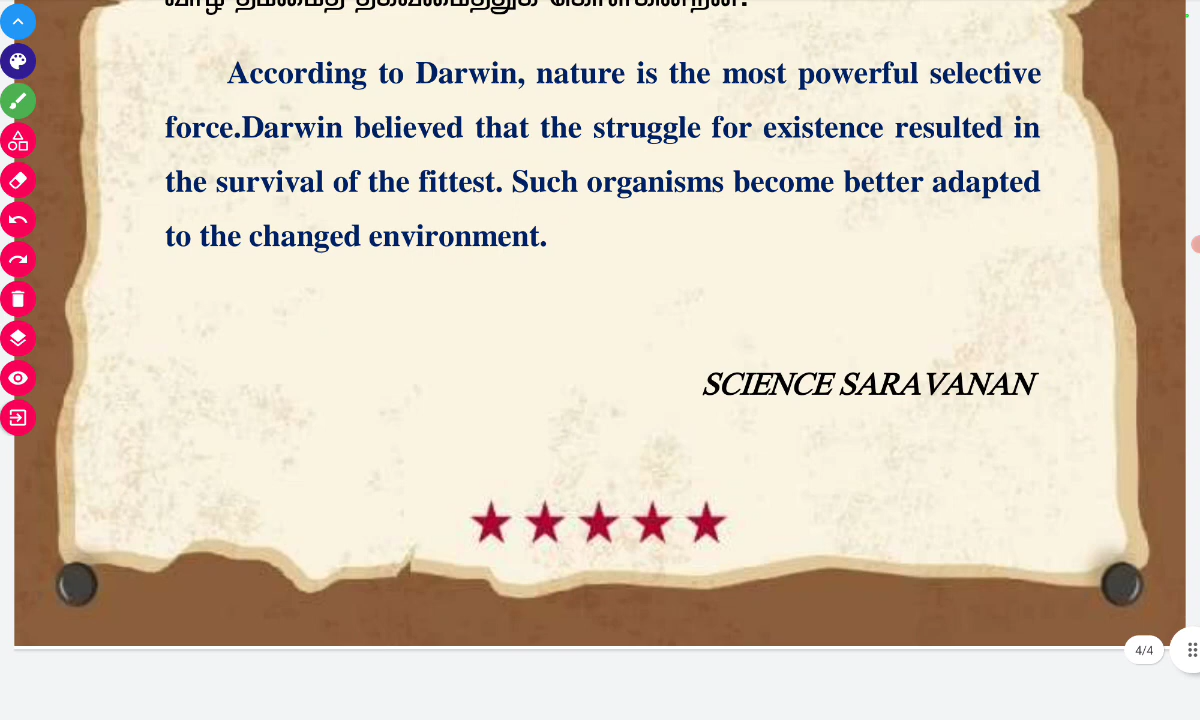 According to Darwin, nature is the most powerful selective
force.Darwin believed that the struggle for existence resulted in
the survival of the fittest. Such organisms become better adapted
to the changed environment.
SCIENCE SARAVANAN
4/4